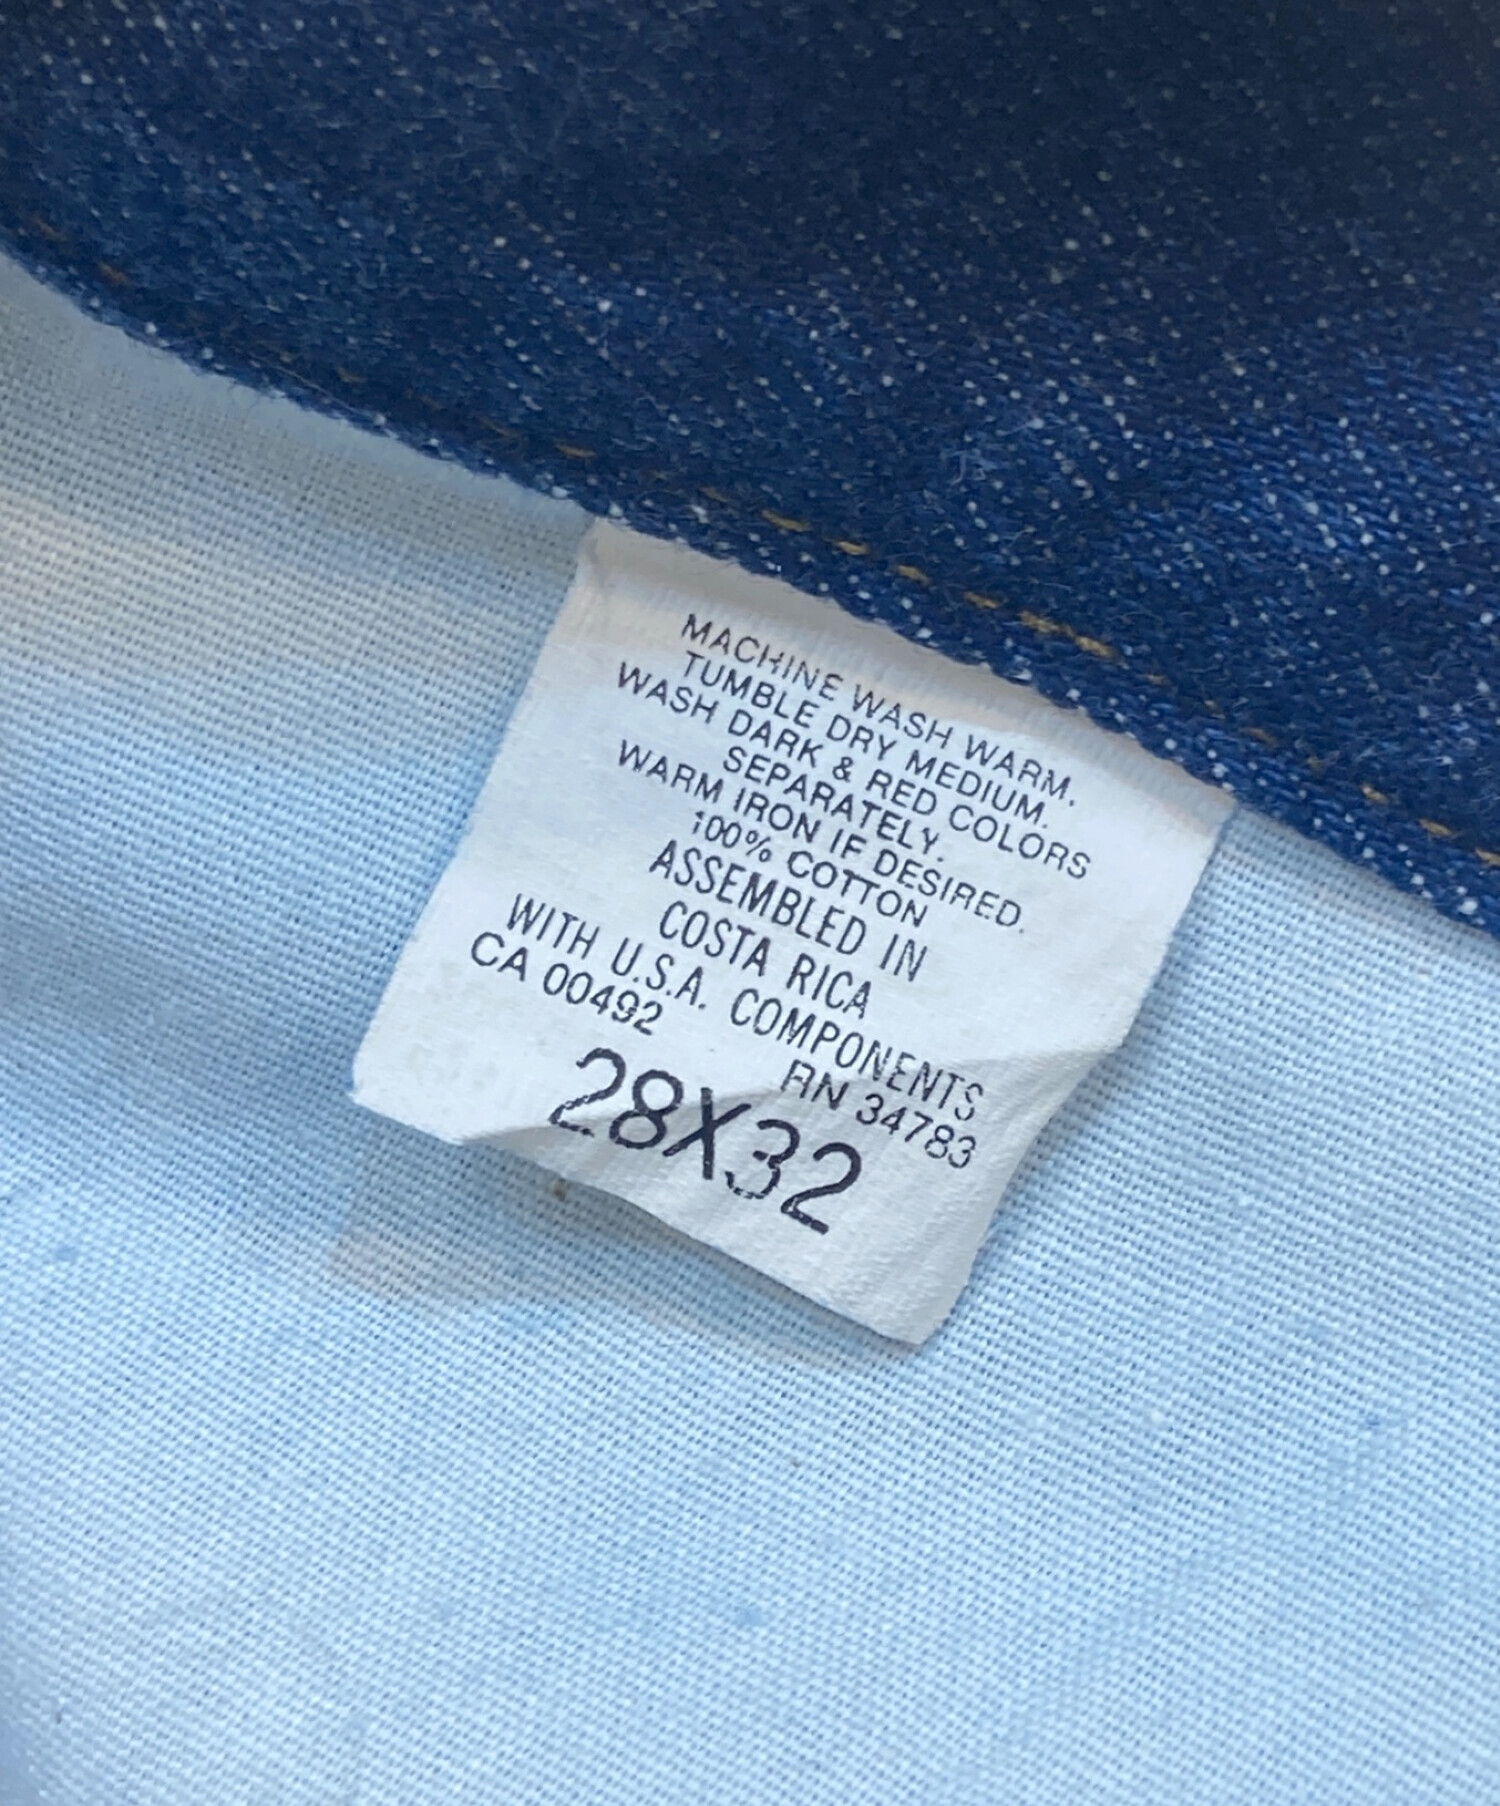 MACHINE WASH WARM.
TUMBLE DRY MEDIUM.
WASH DARK & RED COLORS
SEPARATELY.
WARM IRON IF DESIRED.
100% COTTON
ASSEMBLED IN
COSTA RICA
WITH U.S.A. COMPONENTS
CA 00492 RN 34783
28X32